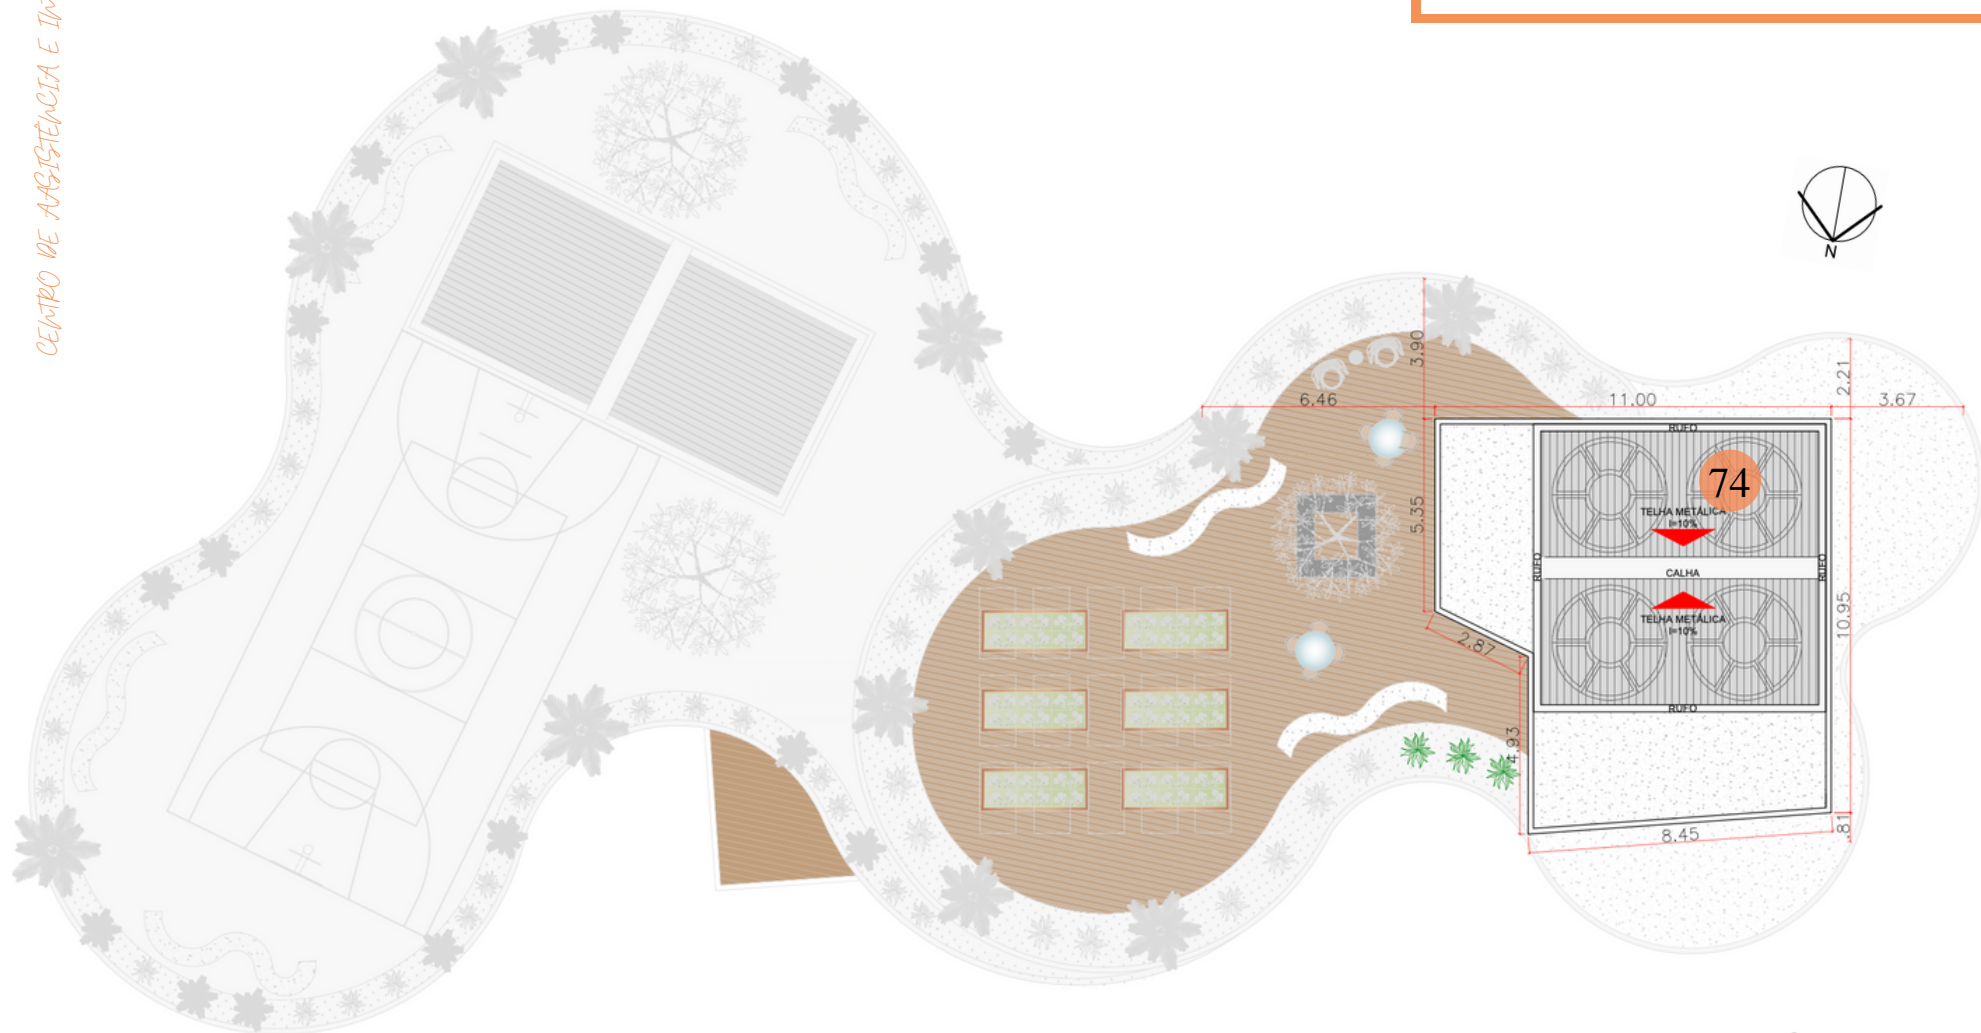 CENTRO DE AASISTÊNCIA E
N
3.90
2.21
6.46
11.00
3.67
RUFO
74
TELHA METÁLICA
I=10%
5.35
RUFO
CALHA
RUFO
TELHA METÁLICA
I=10%
10.95
2.87
RUFO
4.93
8.45
.81